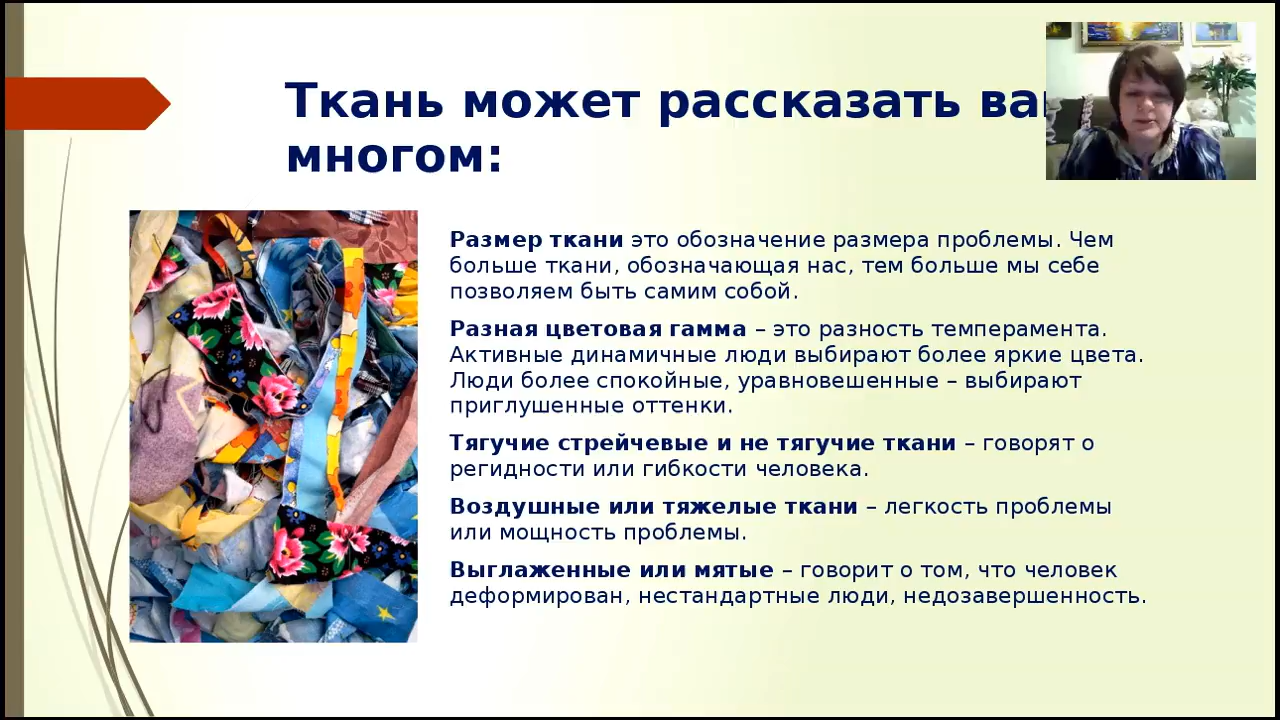 Ткань может рассказать
многом:
Размер ткани это обозначение размера проблемы. Чем
больше ткани, обозначающая нас, тем больше мы себе
позволяем быть самим собой.
Разная цветовая гамма – это разность темперамента.
Активные динамичные люди выбирают более яркие цвета.
Люди более спокойные, уравновешенные – выбирают
приглушенные оттенки.
Тягучие стрейчевые и не тягучие ткани – говорят о
регидности или гибкости человека.
Воздушные или тяжелые ткани – легкость проблемы
или мощность проблемы.
Выглаженные или мятые – говорит о том, что человек
деформирован, нестандартные люди, недозавершенность.